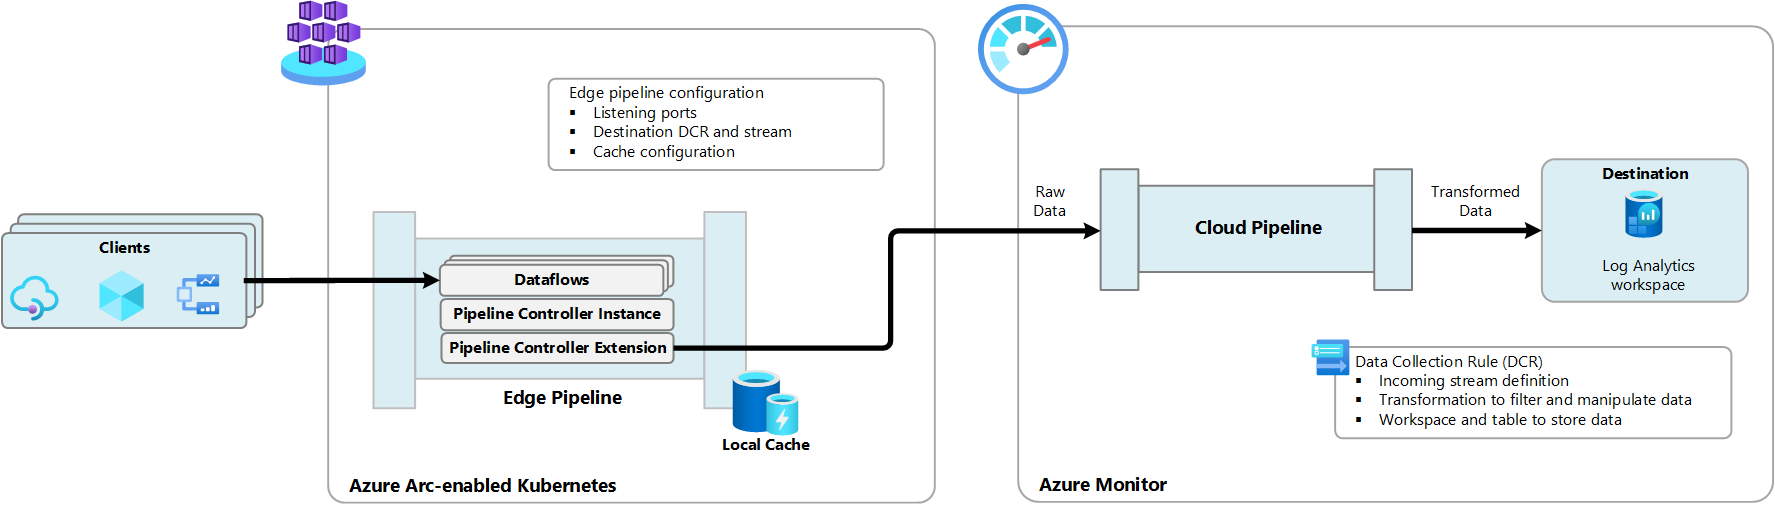 Edge pipeline configuration
▪ Listening ports
▪ Destination DCR and stream
▪ Cache configuration
Clients
Dataflows
Pipeline Controller Instance
Pipeline Controller Extension
Edge Pipeline
Local Cache
Azure Arc-enabled Kubernetes
Raw
Data
Cloud Pipeline
Transformed
Data
Destination
Log Analytics
workspace
Data Collection Rule (DCR)
▪ Incoming stream definition
▪ Transformation to filter and manipulate data
▪ Workspace and table to store data
Azure Monitor